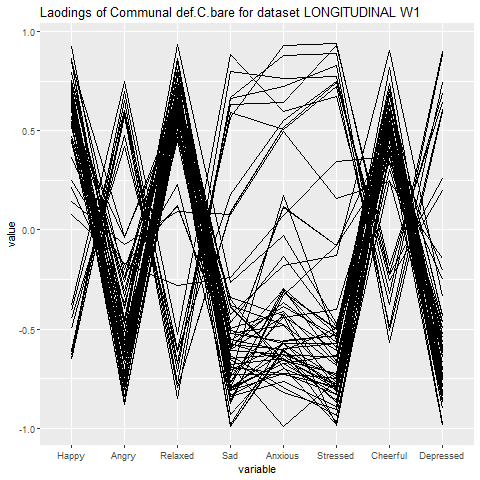 Laodings of Communal def.C.bare for dataset LONGITUDINAL W1
1.0
0.5
0.0
-0.5
-1.0
value
Happy Angry Relaxed Sad Anxious Stressed Cheerful Depressed
variable